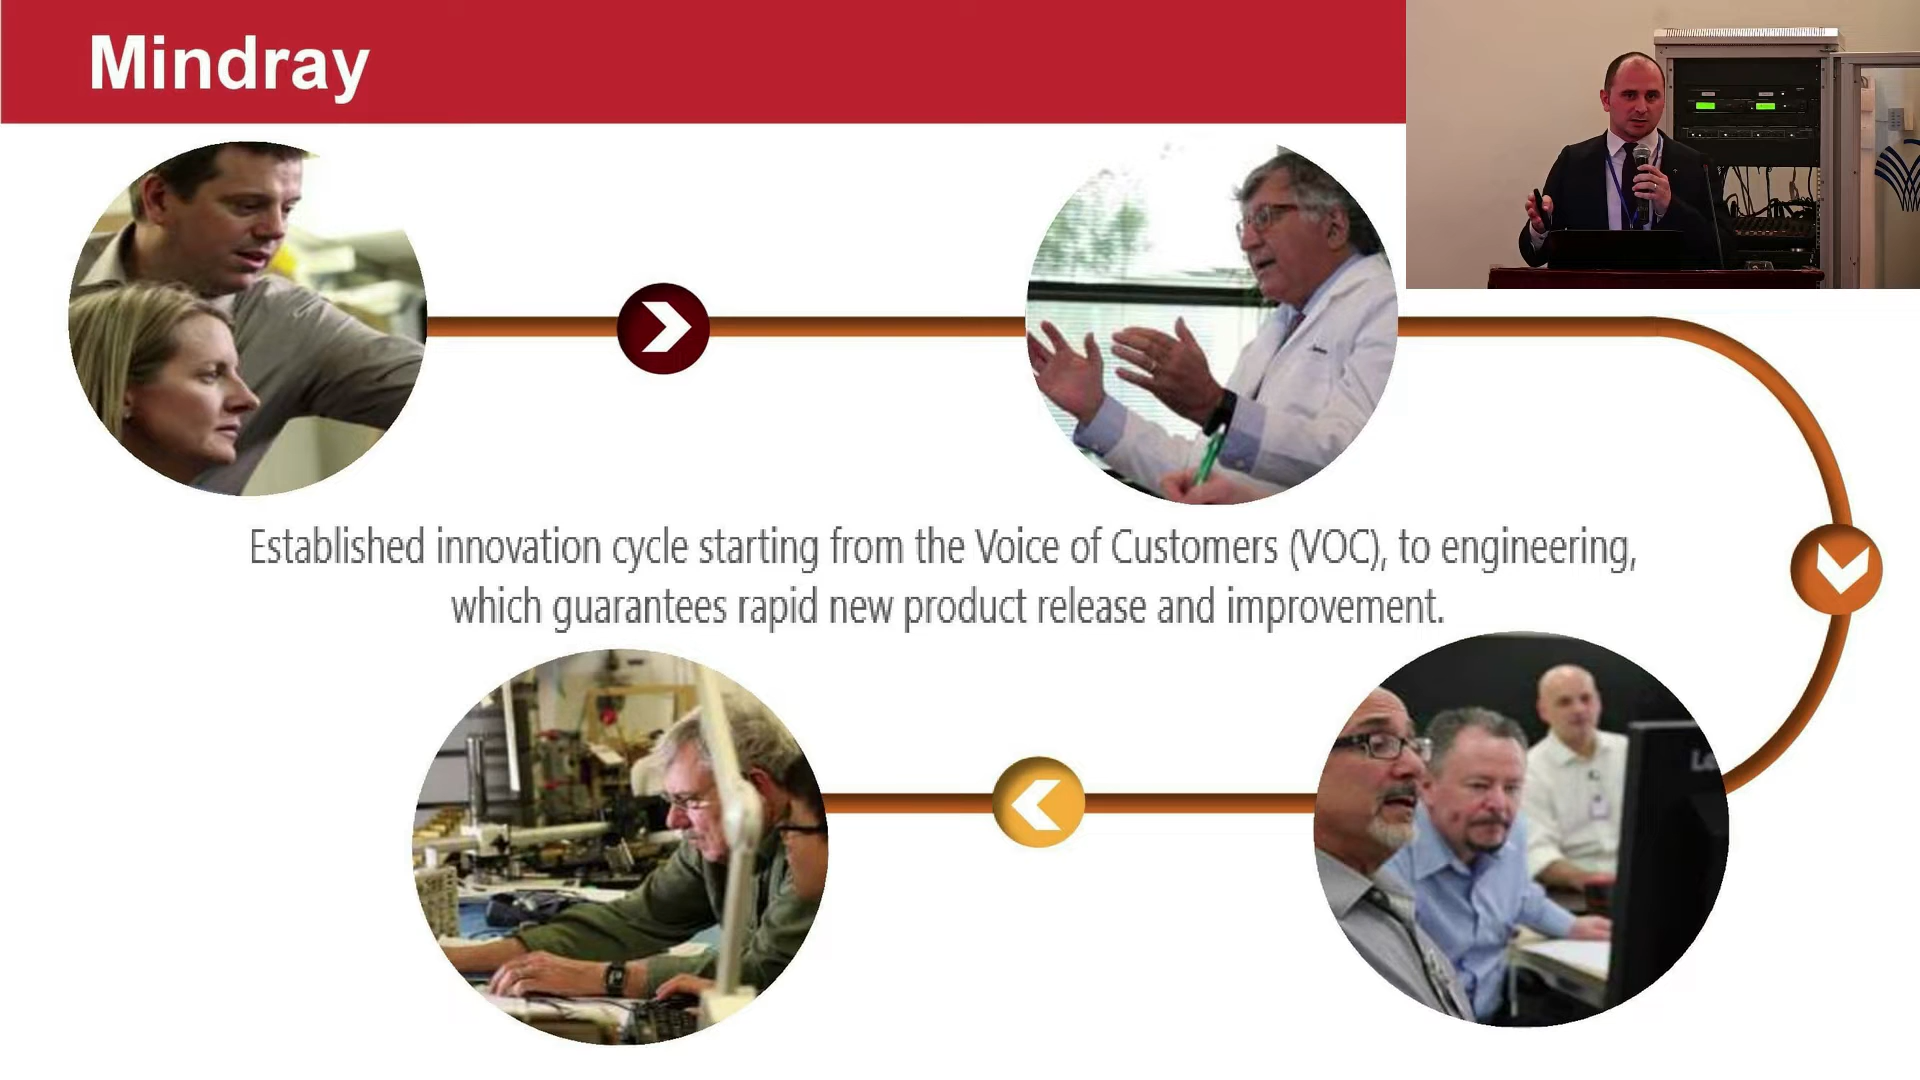 Mindray
Established innovation cycle starting from the Voice of Customers (VOC), to engineering,
which guarantees rapid new product release and improvement.